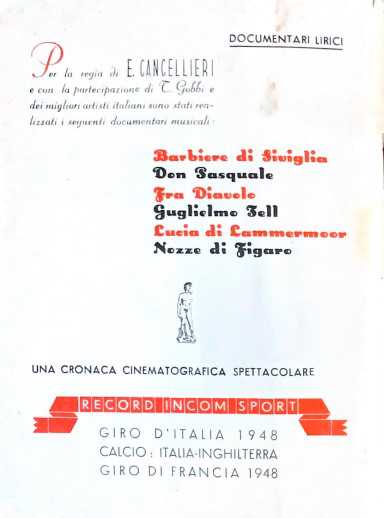 DOCUMENTARI LIRICI
Per la regia di E. CANCELLIERI
e con la partecipazione di T. Gobbi e
dei migliori artisti italiani sono stati rea-
lizzati i seguenti documentari musicali:
Barbiere di Siviglia
Don Pasquale
Fra Diavolo
Guglielmo Tell
Lucia di Lammermoor
Nozze di Figaro
UNA CRONACA CINEMATOGRAFICA SPETTACOLARE
RECORD INCOM SPORT
GIRO D'ITALIA 1948
CALCIO: ITALIA-INGHILTERRA
GIRO DI FRANCIA 1948